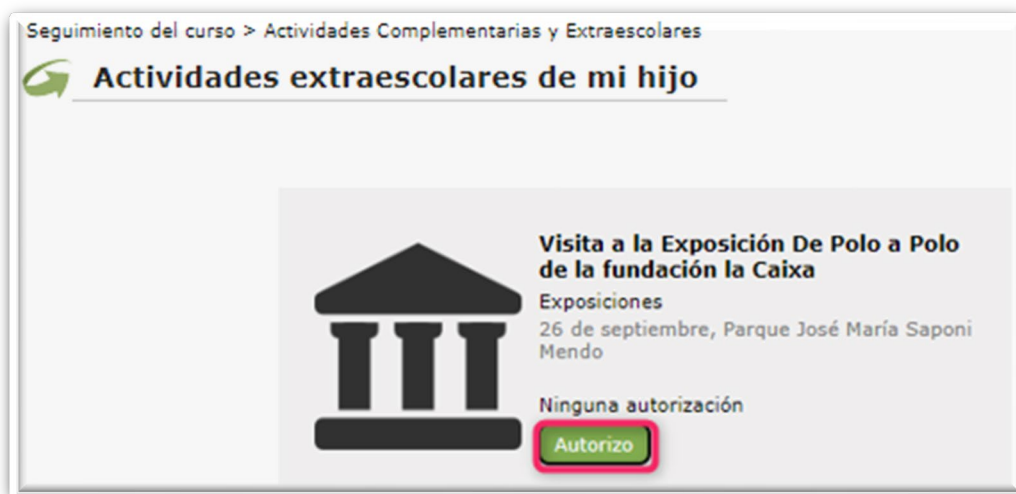 Seguimiento del curso > Actividades Complementarias y Extraescolares
Actividades extraescolares de mi hijo
Visita a la Exposición De Polo a Polo
de la fundación la Caixa
Exposiciones
26 de septiembre, Parque José María Saponi
Mendo
Ninguna autorización
Autorizo